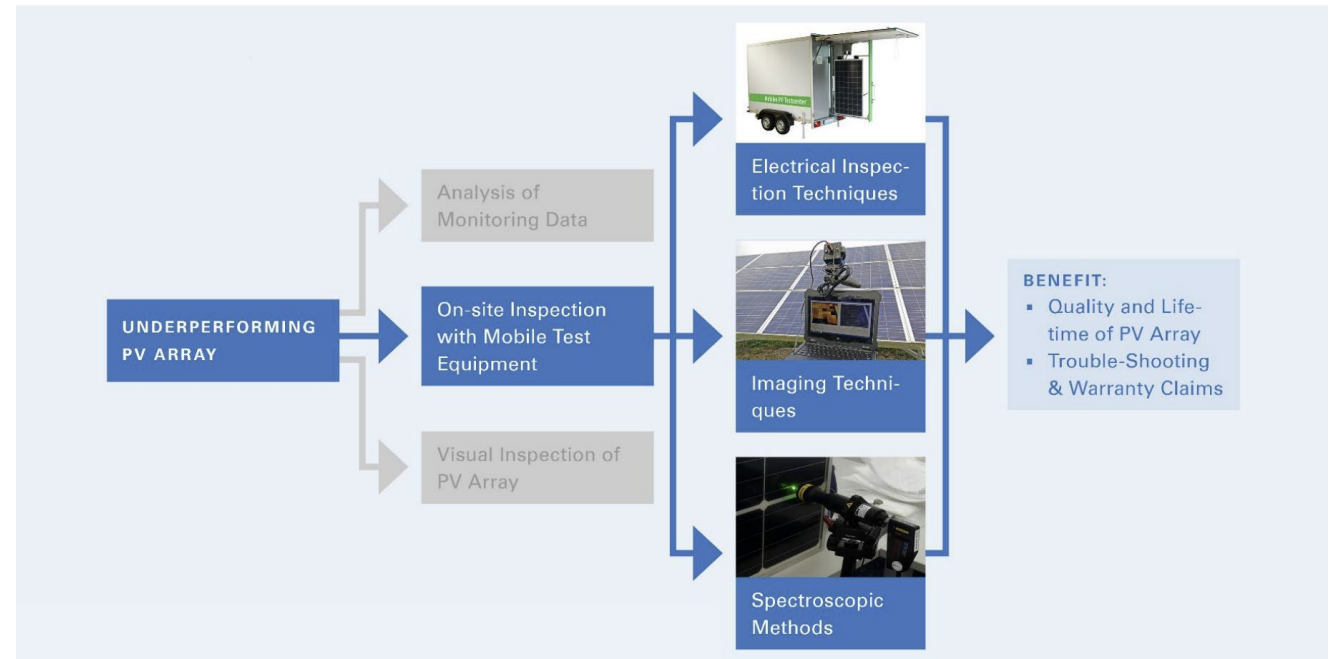 UNDERPERFORMING
PV ARRAY
Analysis of
Monitoring Data
On-site Inspection
with Mobile Test
Equipment
Visual Inspection of
PV Array
Electrical Inspec-
tion Techniques
Imaging Techni-
ques
Spectroscopic
Methods
BENEFIT:
▪ Quality and Life-
time of PV Array
▪ Trouble-Shooting
& Warranty Claims